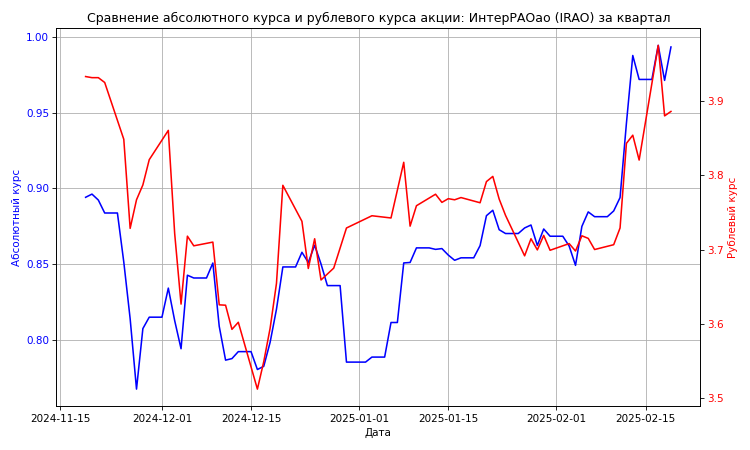 Сравнение абсолютного курса и рублевого курса акции: ИнтерРАОао (IRAO) за квартал
1.00
0.95
0.90
0.85
0.80
Абсолютный курс
3.9
3.8
3.7
3.6
3.5
Рублевый курс
2024-11-15 2024-12-01 2024-12-15 2025-01-01 2025-01-15 2025-02-01 2025-02-15
Дата